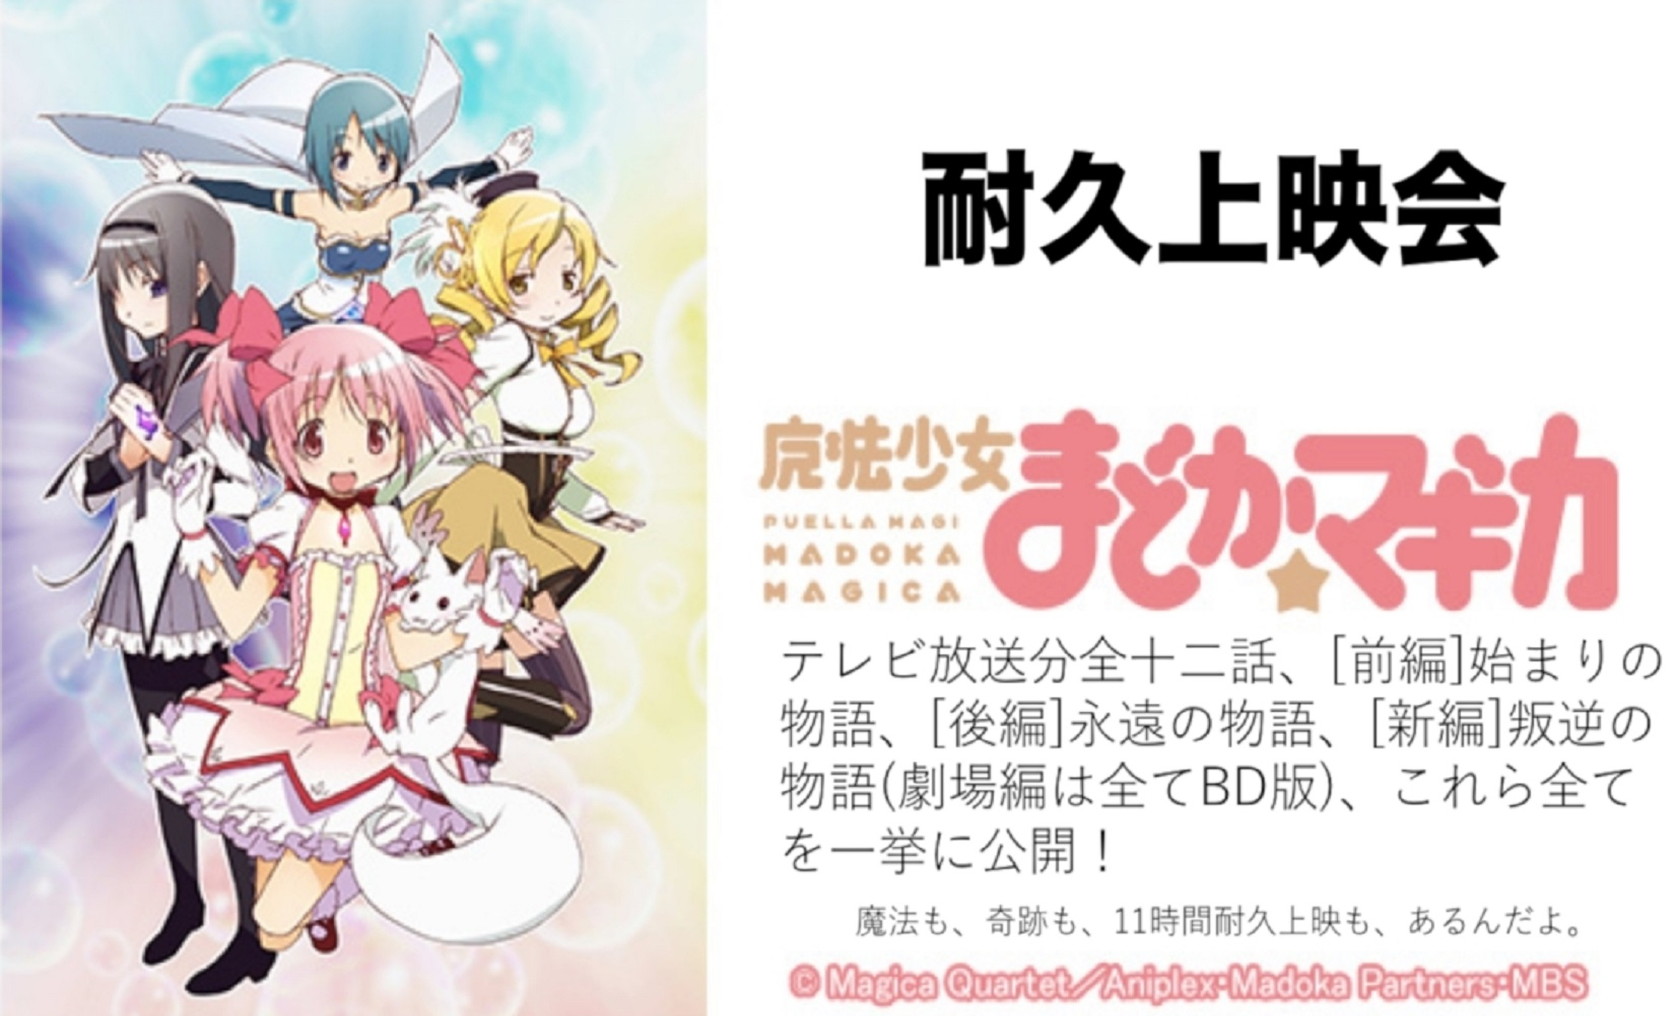 耐久上映会
魔法少女
まどか★マギカ
PUELLA MAGI
MADOKA
MAGICA
テレビ放送分全十二話、[前編]始まりの
物語、[後編]永遠の物語、[新編]叛逆の
物語(劇場編は全てBD版)、これら全て
を一挙に公開！
魔法も、奇跡も、11時間耐久上映も、あるんだよ。
© Magica Quartet／Aniplex・Madoka Partners・MBS